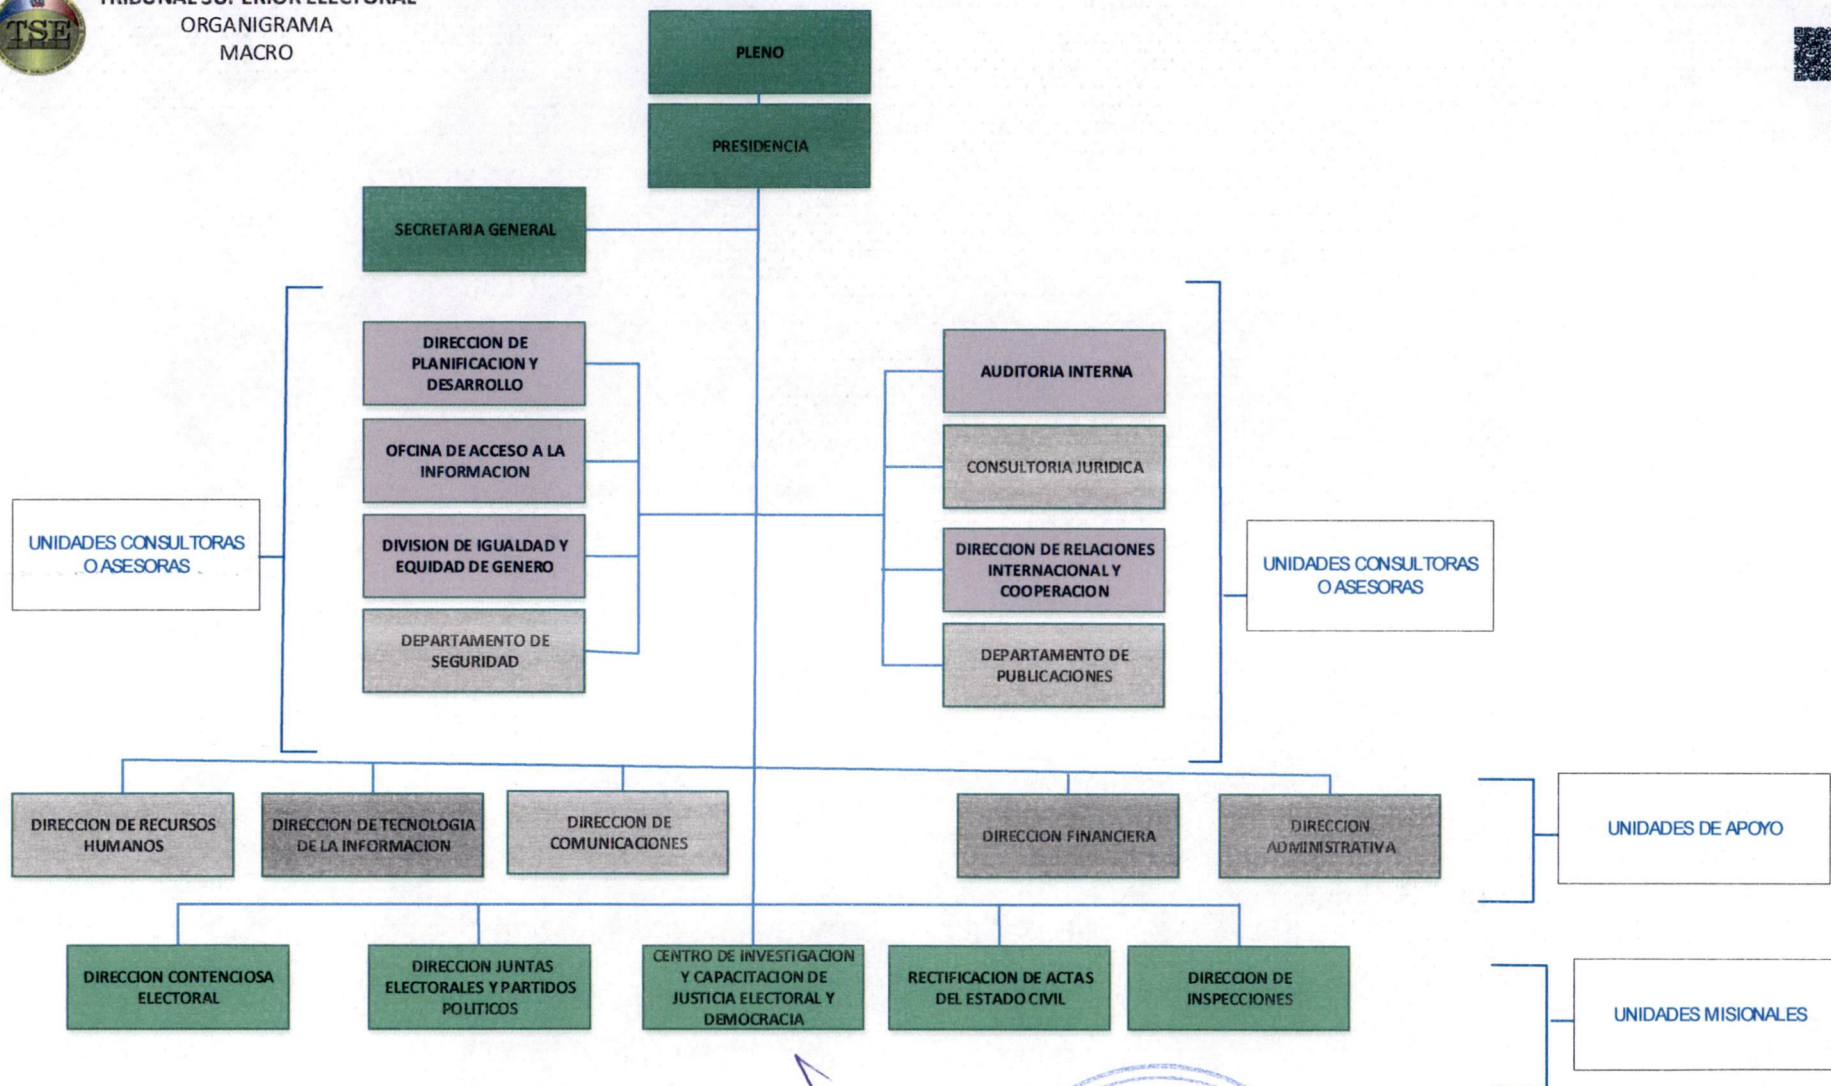 TSE
TRIBUNAL SUPERIOR ELECTORAL
ORGANIGRAMA
MACRO
PLENO
PRESIDENCIA
SECRETARIA GENERAL
DIRECCION DE
PLANIFICACION Y
DESARROLLO
OFCINA DE ACCESO A LA
INFORMACION
DIVISION DE IGUALDAD Y
EQUIDAD DE GENERO
DEPARTAMENTO DE
SEGURIDAD
UNIDADES CONSULTORAS
O ASESORAS
AUDITORIA INTERNA
CONSULTORIA JURIDICA
DIRECCION DE RELACIONES
INTERNACIONAL Y
COOPERACION
DEPARTAMENTO DE
PUBLICACIONES
UNIDADES CONSULTORAS
O ASESORAS
DIRECCION DE RECURSOS
HUMANOS
DIRECCION DE TECNOLOGIA
DE LA INFORMACION
DIRECCION DE
COMUNICACIONES
DIRECCION FINANCIERA
DIRECCION
ADMINISTRATIVA
UNIDADES DE APOYO
DIRECCION CONTENCIOSA
ELECTORAL
DIRECCION JUNTAS
ELECTORALES Y PARTIDOS
POLITICOS
CENTRO DE INVESTIGACION
Y CAPACITACION DE
JUSTICIA ELECTORAL Y
DEMOCRACIA
RECTIFICACION DE ACTAS
DEL ESTADO CIVIL
DIRECCION DE
INSPECCIONES
UNIDADES MISIONALES